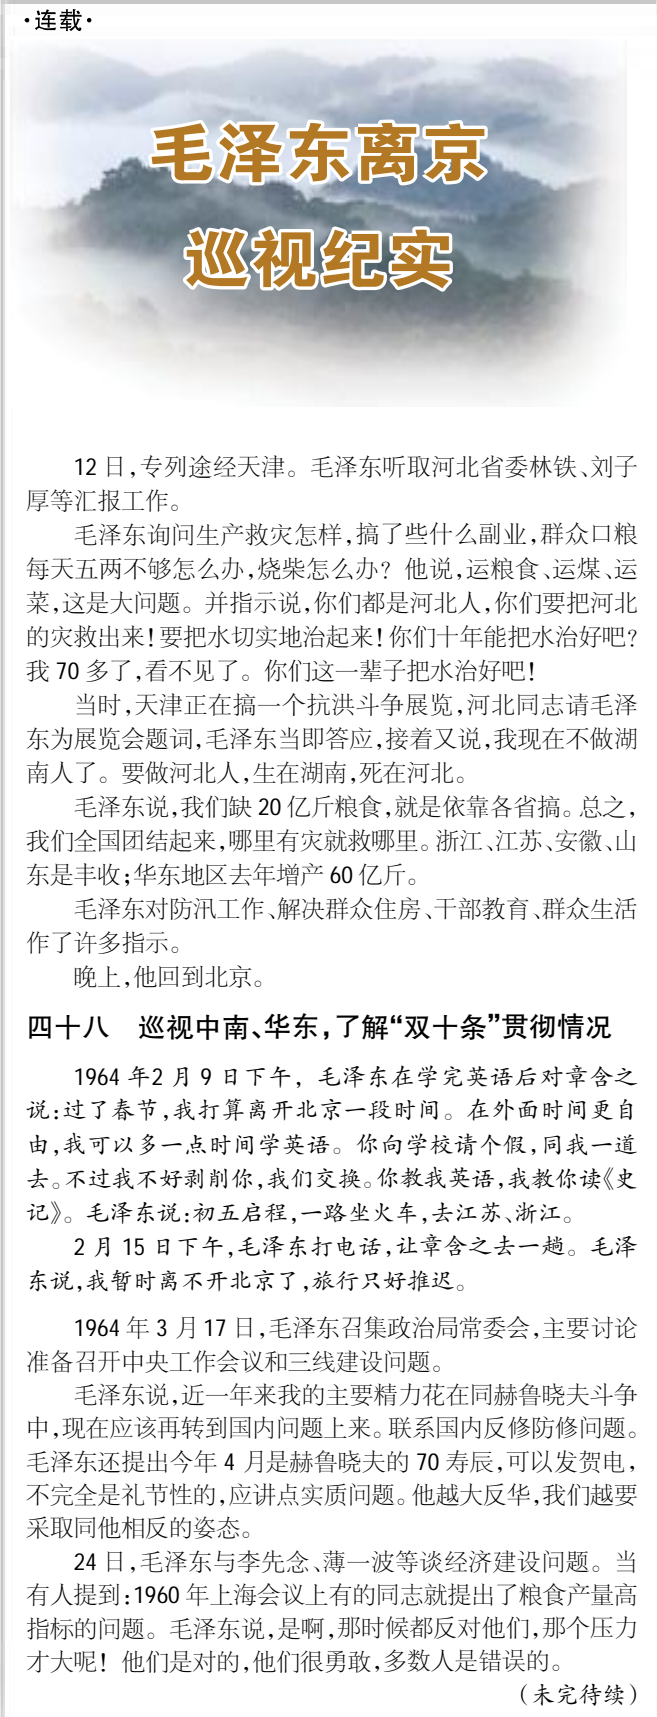 ·连载·
毛泽东离京
巡视纪实
12日，专列途经天津。毛泽东听取河北省委林铁、刘子
厚等汇报工作。
毛泽东询问生产救灾怎样，搞了些什么副业，群众口粮
每天五两不够怎么办，烧柴怎么办？他说，运粮食、运煤、运
菜，这是大问题。并指示说，你们都是河北人，你们要把河北
的灾救出来！要把水切实地治起来！你们十年能把水治好吧？
我70多了，看不见了。你们这一辈子把水治好吧！
当时，天津正在搞一个抗洪斗争展览，河北同志请毛泽
东为展览会题词，毛泽东当即答应，接着又说，我现在不做湖
南人了。要做河北人，生在湖南，死在河北。
毛泽东说，我们缺20亿斤粮食，就是依靠各省搞。总之，
我们全国团结起来，哪里有灾就救哪里。浙江、江苏、安徽、山
东是丰收；华东地区去年增产60亿斤。
毛泽东对防汛工作、解决群众住房、干部教育、群众生活
作了许多指示。
晚上，他回到北京。
四十八　巡视中南、华东，了解“双十条”贯彻情况
1964年2月9日下午，毛泽东在学完英语后对章含之
说：过了春节，我打算离开北京一段时间。在外面时间更自
由，我可以多一点时间学英语。你向学校请个假，同我一道
去。不过我不好剥削你，我们交换。你教我英语，我教你读《史
记》。毛泽东说：初五启程，一路坐火车，去江苏、浙江。
2月15日下午，毛泽东打电话，让章含之去一趟。毛泽
东说，我暂时离不开北京了，旅行只好推迟。
1964年3月17日，毛泽东召集政治局常委会，主要讨论
准备召开中央工作会议和三线建设问题。
毛泽东说，近一年来我的主要精力花在同赫鲁晓夫斗争
中，现在应该再转到国内问题上来。联系国内反修防修问题。
毛泽东还提出今年4月是赫鲁晓夫的70寿辰，可以发贺电，
不完全是礼节性的，应讲点实质问题。他越大反华，我们越要
采取同他相反的姿态。
24日，毛泽东与李先念、薄一波等谈经济建设问题。当
有人提到：1960年上海会议上有的同志就提出了粮食产量高
指标的问题。毛泽东说，是啊，那时候都反对他们，那个压力
才大呢！他们是对的，他们很勇敢，多数人是错误的。
（未完待续）